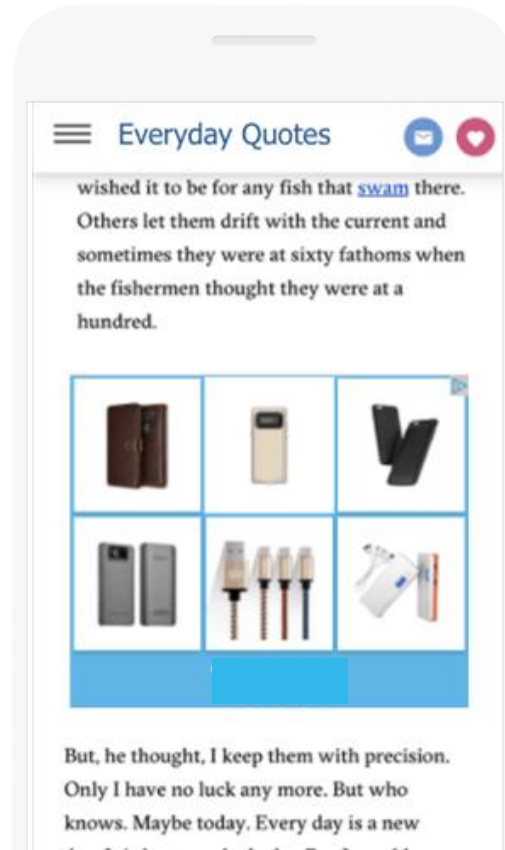 Everyday Quotes
wished it to be for any fish that swam there.
Others let them drift with the current and
sometimes they were at sixty fathoms when
the fishermen thought they were at a
hundred.
But, he thought, I keep them with precision.
Only I have no luck any more. But who
knows. Maybe today. Every day is a new